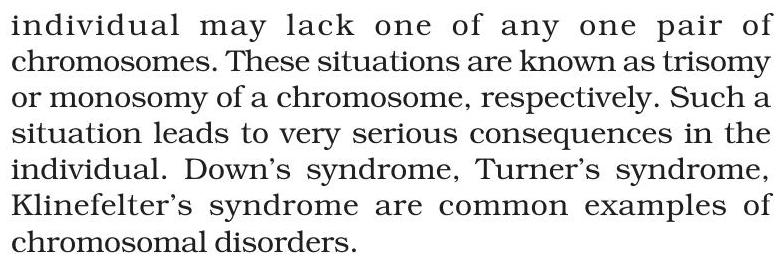 individual may lack one of any one pair of
chromosomes. These situations are known as trisomy
or monosomy of a chromosome, respectively. Such a
situation leads to very serious consequences in the
individual. Down’s syndrome, Turner’s syndrome,
Klinefelter’s syndrome are common examples of
chromosomal disorders.